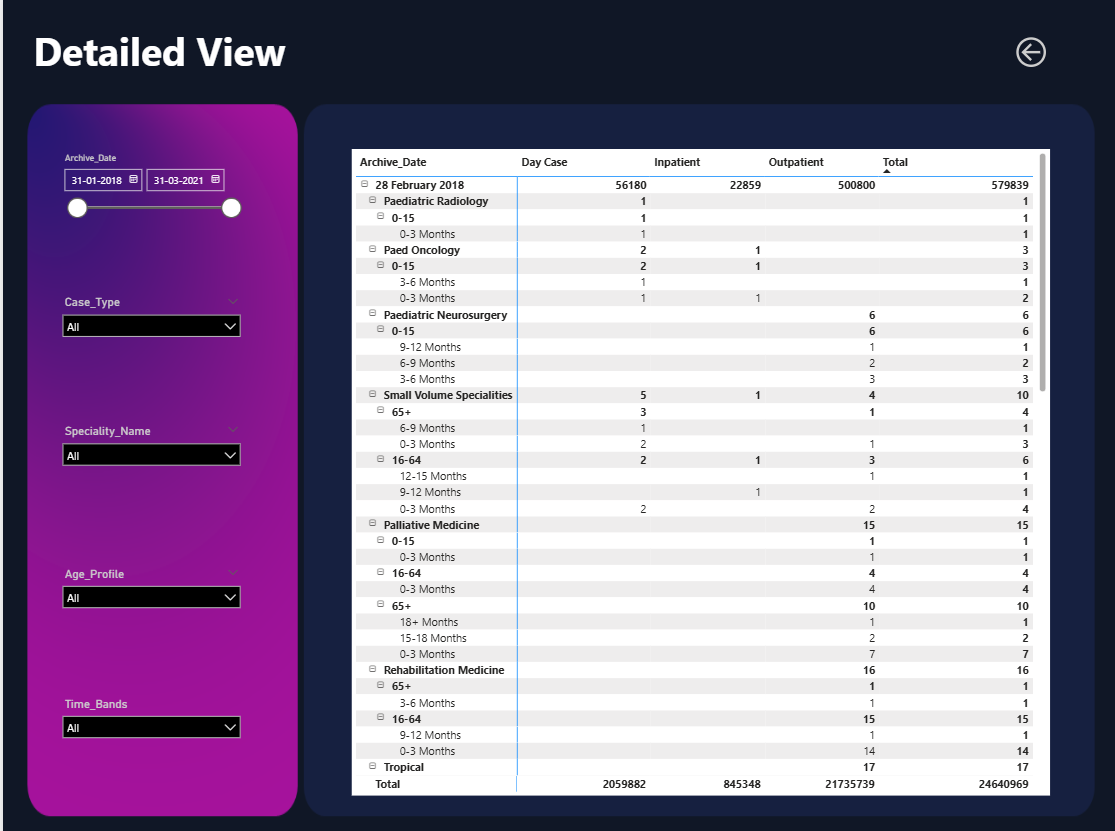 Detailed View
Archive_Date
31-01-2018 31-03-2021
Case_Type
All
Speciality_Name
All
Age_Profile
All
Time_Bands
All
Archive_Date Day Case Inpatient Outpatient Total
28 February 2018 56180 22859 500800 579839
Paediatric Radiology 1 1
0-15 1 1
0-3 Months 1 1
Paed Oncology 2 1 3
0-15 2 1 3
3-6 Months 1 1
0-3 Months 1 1 2
Paediatric Neurosurgery 6 6
0-15 6 6
9-12 Months 1 1
6-9 Months 2 2
3-6 Months 3 3
Small Volume Specialities 5 1 4 10
65+ 3 1 4
6-9 Months 1 1
0-3 Months 2 1 3
16-64 2 1 3 6
12-15 Months 1 1
9-12 Months 1 1
0-3 Months 2 2 4
Palliative Medicine 15 15
0-15 1 1
0-3 Months 1 1
16-64 4 4
0-3 Months 4 4
65+ 10 10
18+ Months 1 1
15-18 Months 2 2
0-3 Months 7 7
Rehabilitation Medicine 16 16
65+ 1 1
3-6 Months 1 1
16-64 15 15
9-12 Months 1 1
0-3 Months 14 14
Tropical 17 17
Total 2059882 845348 21735739 24640969